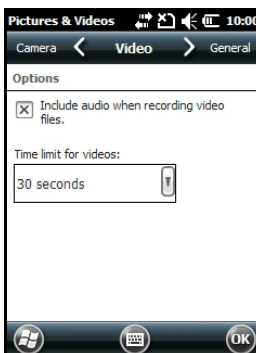 Pictures & Videos 10:00
Camera Video General
Options
Include audio when recording video
files.
Time limit for videos:
30 seconds
OK